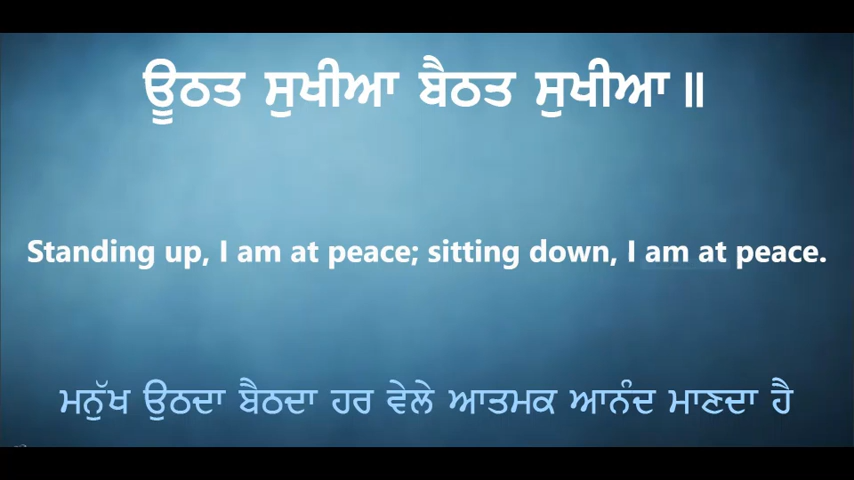 ਊਠਤ ਸੁਖੀਆ ਬੈਠਤ ਸੁਖੀਆ ॥
Standing up, I am at peace; sitting down, I am at peace.
ਮਨੁੱਖ ਉਠਦਾ ਬੈਠਦਾ ਹਰ ਵੇਲੇ ਆਤਮਕ ਆਨੰਦ ਮਾਣਦਾ ਹੈ